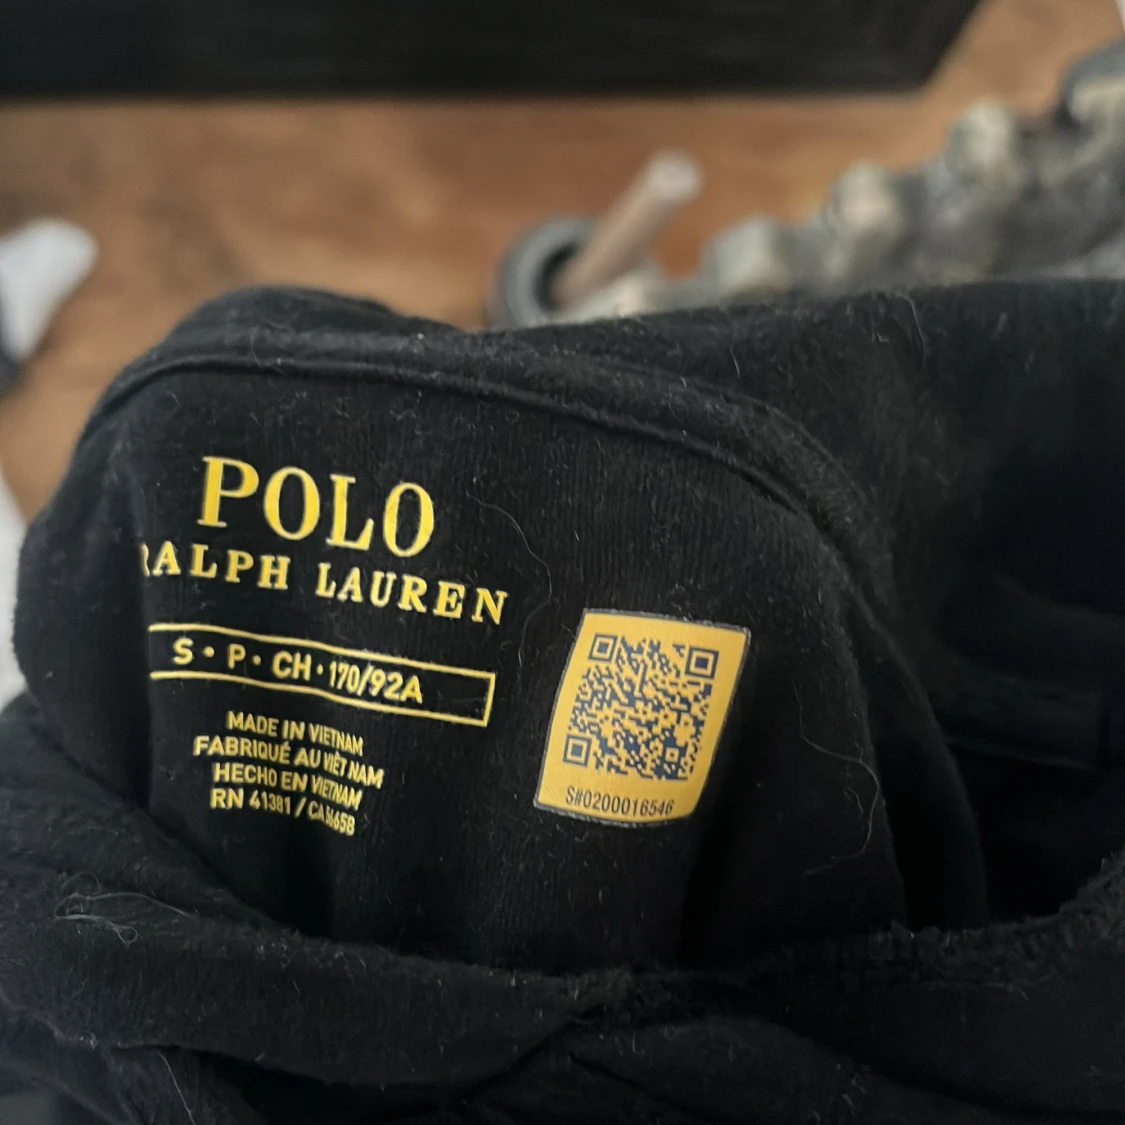 POLO
RALPH LAUREN
S • P • CH • 170/92A
MADE IN VIETNAM
FABRIQUÉ AU VIÊT NAM
HECHO EN VIETNAM
RN 41381 / CA
S#0200016546